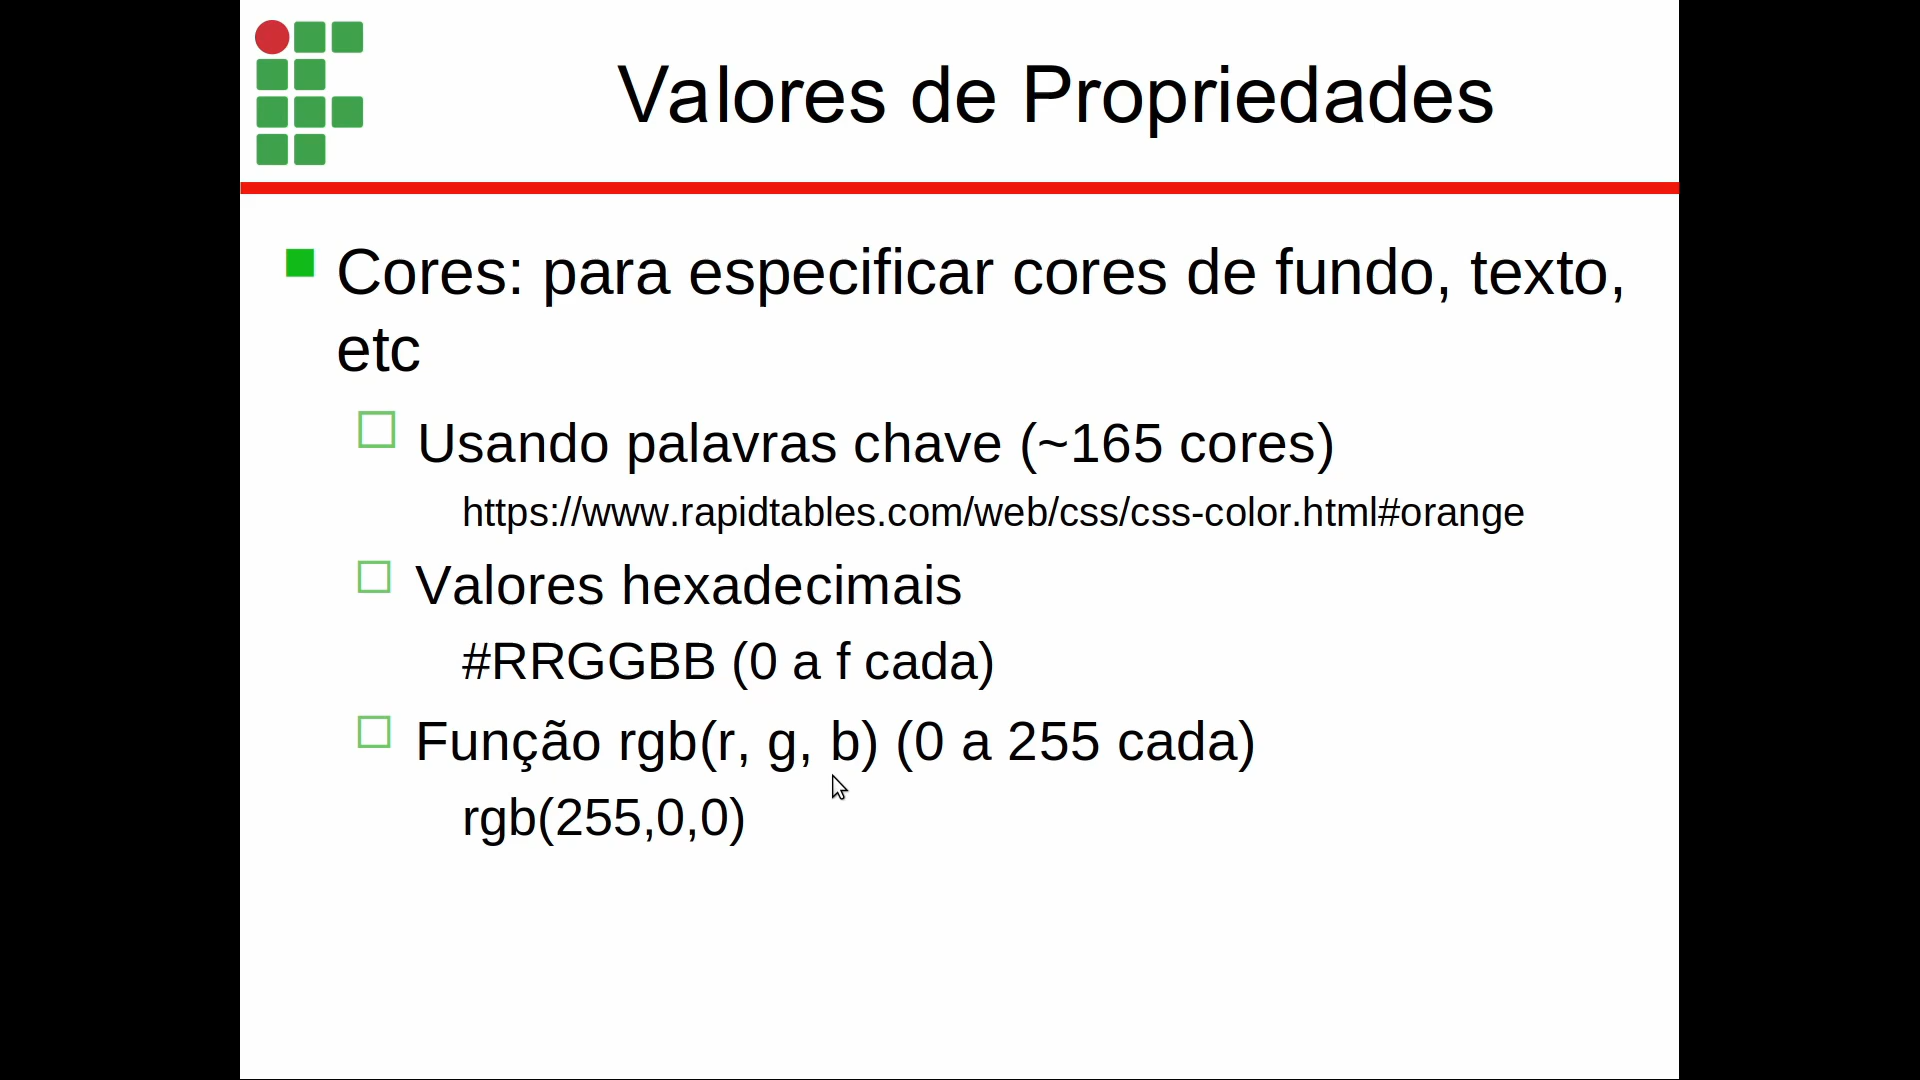 Valores de Propriedades
Cores: para especificar cores de fundo, texto,
etc
Usando palavras chave (~165 cores)
https://www.rapidtables.com/web/css/css-color.html#orange
Valores hexadecimais
#RRGGBB (0 a f cada)
Função rgb(r, g, b) (0 a 255 cada)
rgb(255,0,0)